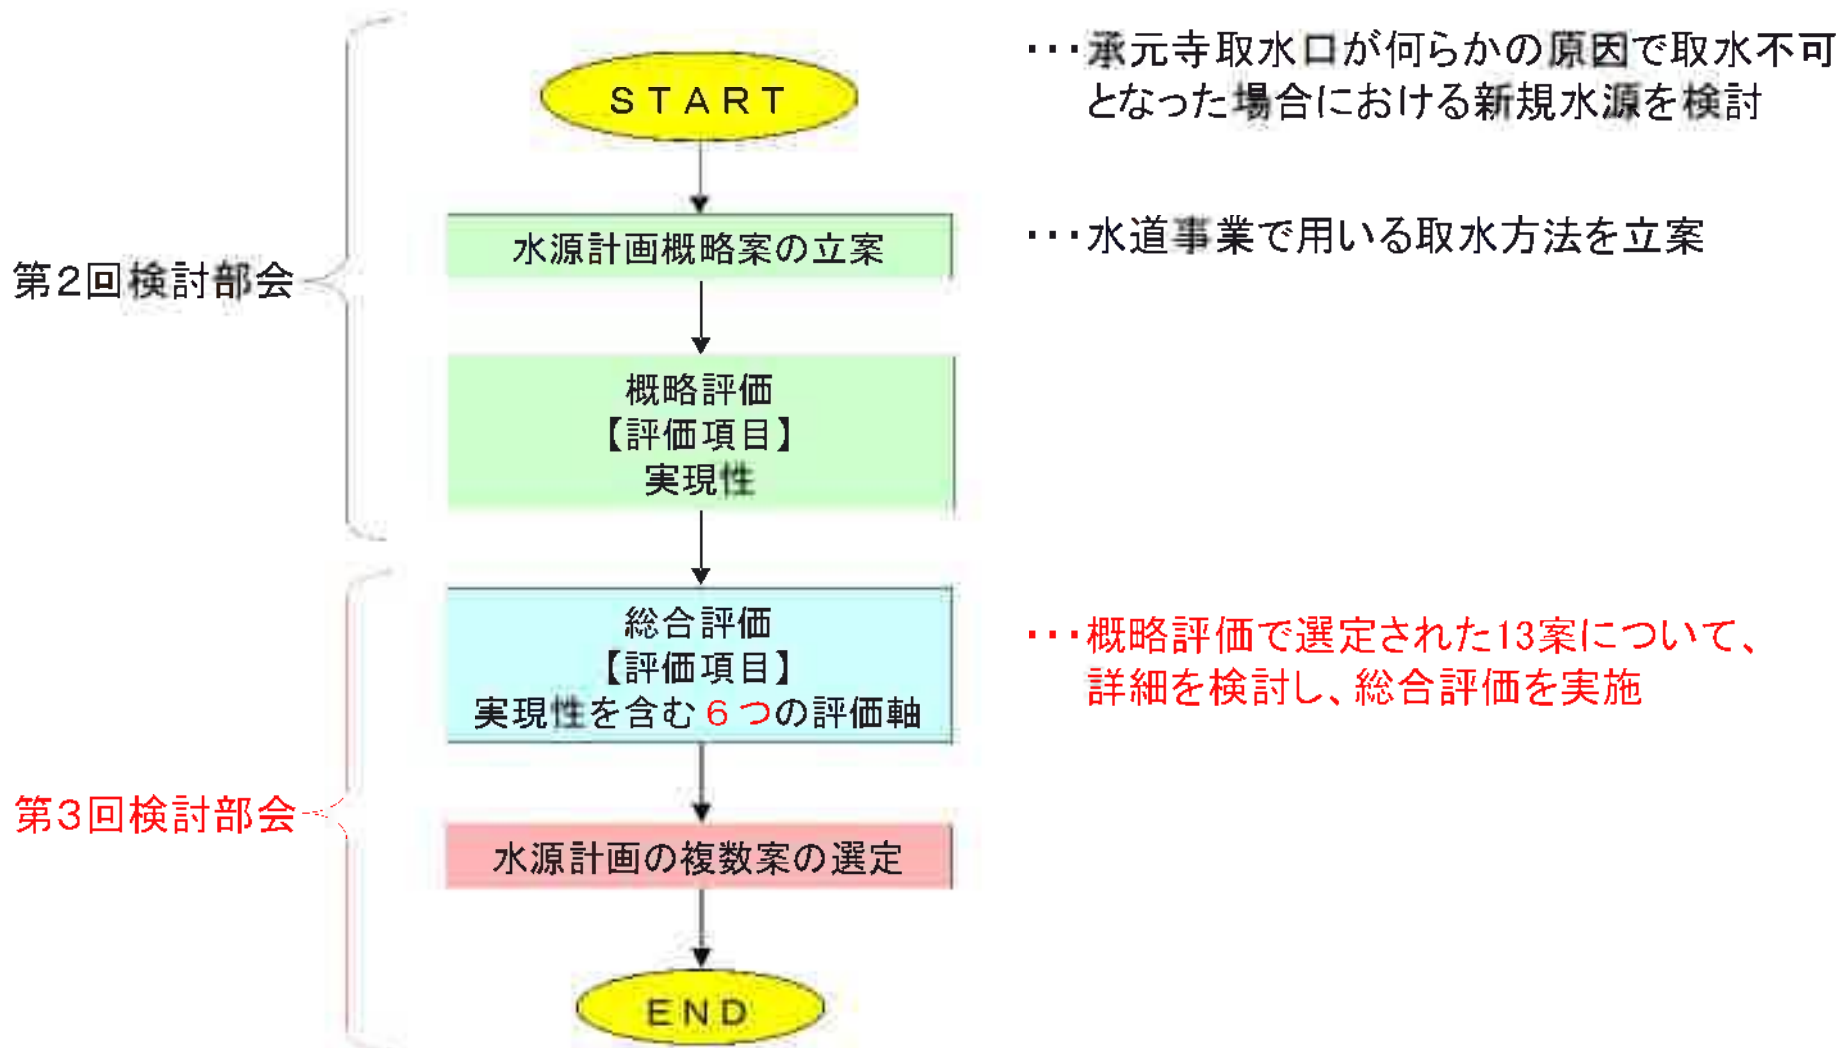 START
・・・承元寺取水口が何らかの原因で取水不可
となった場合における新規水源を検討
第2回検討部会
水源計画概略案の立案
・・・水道事業で用いる取水方法を立案
概略評価
【評価項目】
実現性
総合評価
【評価項目】
実現性を含む6つの評価軸
・・・概略評価で選定された13案について、
詳細を検討し、総合評価を実施
第3回検討部会
水源計画の複数案の選定
END